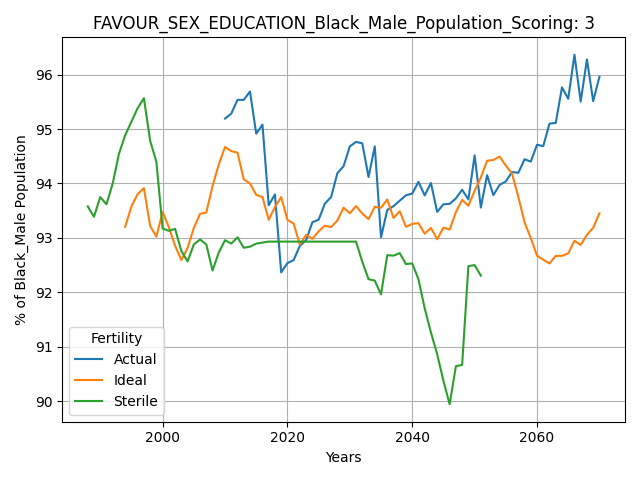 FAVOUR_SEX_EDUCATION_Black_Male_Population_Scoring: 3
% of Black_Male Population
96
95
94
93
92
91
90
Fertility
Actual
Ideal
Sterile
2000 2020 2040 2060
Years